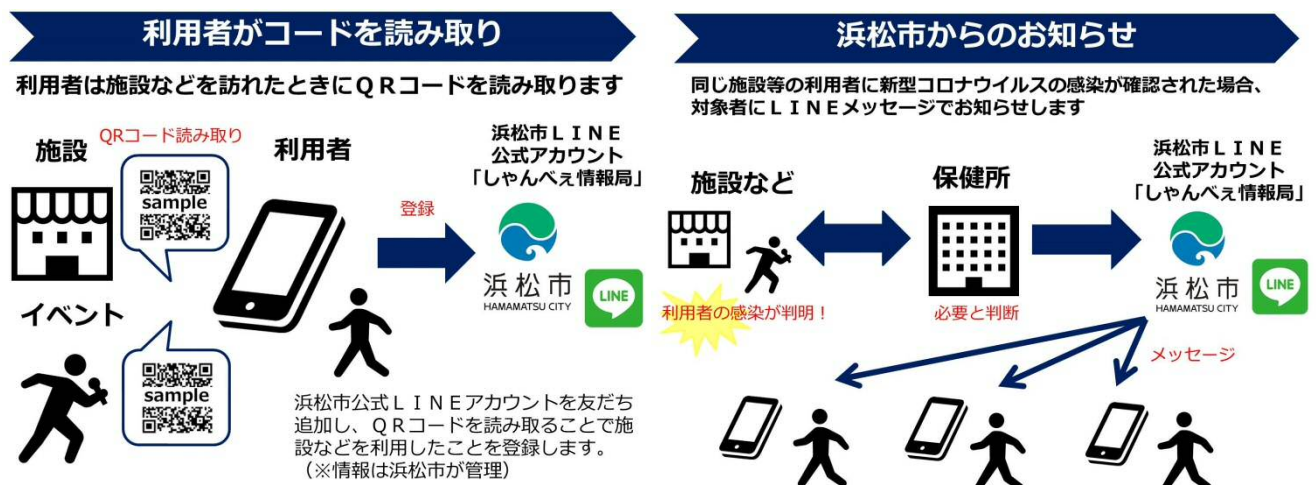 利用者がコードを読み取り
利用者は施設などを訪れたときにＱＲコードを読み取ります
QRコード読み取り
施設
sample
利用者
浜松市ＬＩＮＥ
公式アカウント
「しゃんべぇ情報局」
登録
浜松市
HAMAMATSU CITY
LINE
イベント
sample
浜松市公式ＬＩＮＥアカウントを友だち
追加し、ＱＲコードを読み取ることで施
設などを利用したことを登録します。
（※情報は浜松市が管理）
浜松市からのお知らせ
同じ施設等の利用者に新型コロナウイルスの感染が確認された場合、
対象者にＬＩＮＥメッセージでお知らせします
施設など
保健所
浜松市ＬＩＮＥ
公式アカウント
「しゃんべぇ情報局」
浜松市
HAMAMATSU CITY
LINE
利用者の感染が判明！
必要と判断
メッセージ